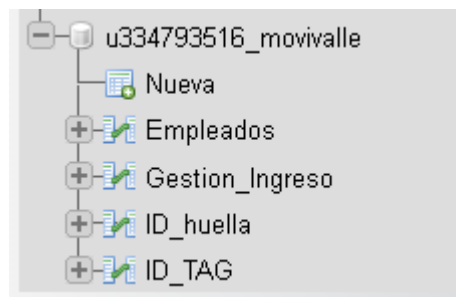 u334793516_movivalle
Nueva
Empleados
Gestion_Ingreso
ID_huella
ID_TAG